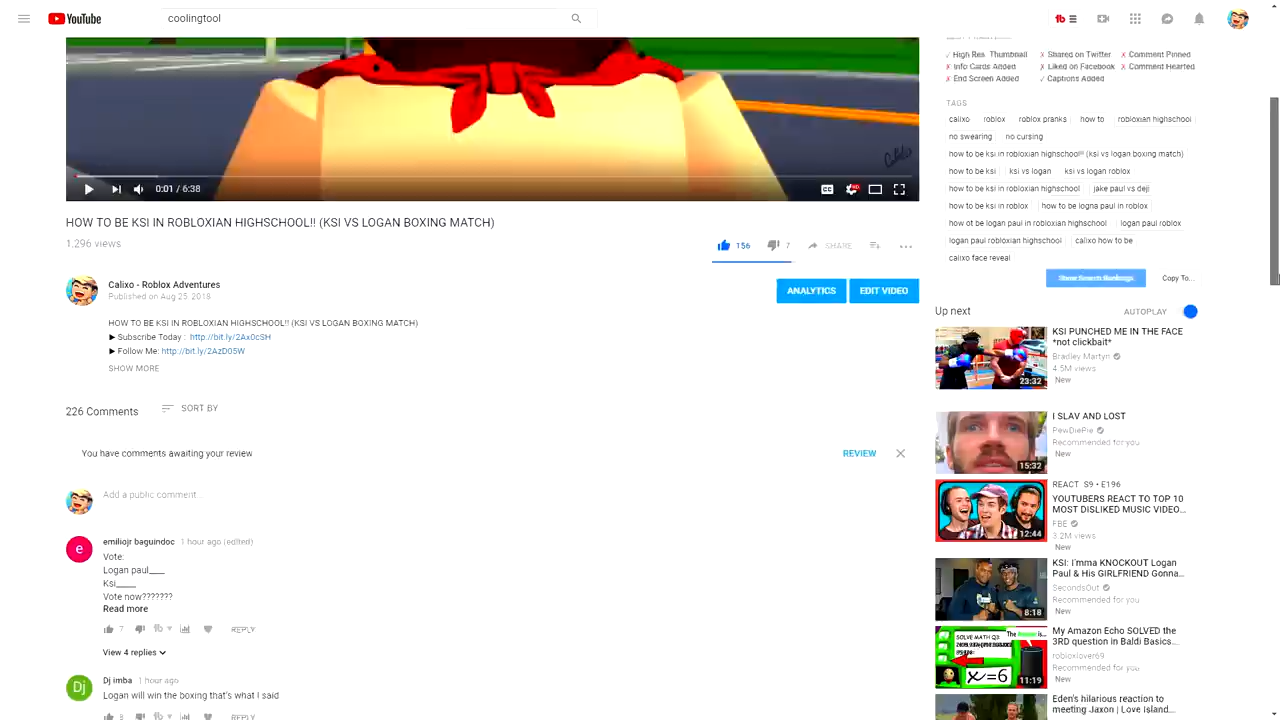 YouTube
coolingtool
tb
High Res Thumbnail
Shared on Twitter
Comment Pinned
Info Cards Added
Liked on Facebook
Comment Hearted
End Screen Added
Captions Added
TAGS
calixo
roblox
roblox pranks
how to
robloxian highschool
no swearing
no cursing
how to be ksi in robloxian highschool!! (ksi vs logan boxing match)
how to be ksi
ksi vs logan
ksi vs logan roblox
how to be ksi in robloxian highschool
jake paul vs deji
how to be ksi in roblox
how to be logna paul in roblox
how ot be logan paul in robloxian highschool
logan paul roblox
logan paul robloxian highschool
calixo how to be
calixo face reveal
Copy To...
Calixo
0:01 / 6:38
HOW TO BE KSI IN ROBLOXIAN HIGHSCHOOL!! (KSI VS LOGAN BOXING MATCH)
1,296 views
156
7
SHARE
Calixo - Roblox Adventures
Published on Aug 25, 2018
ANALYTICS
EDIT VIDEO
HOW TO BE KSI IN ROBLOXIAN HIGHSCHOOL!! (KSI VS LOGAN BOXING MATCH)
► Subscribe Today : http://bit.ly/2Ax0cSH
► Follow Me: http://bit.ly/2AzD05W
SHOW MORE
226 Comments
SORT BY
You have comments awaiting your review
REVIEW
Add a public comment...
e
emiliojr baguindoc 1 hour ago (edited)
Vote:
Logan paul____
Ksi_____
Vote now???????
Read more
7
REPLY
View 4 replies
Dj
Dj imba 1 hour ago
Logan will win the boxing that's what I said
8
REPLY
Up next
AUTOPLAY
KSI PUNCHED ME IN THE FACE
*not clickbait*
Bradley Martyn
4.5M views
New
23:32
I SLAV AND LOST
PewDiePie
Recommended for you
New
15:32
REACT S9 • E196
YOUTUBERS REACT TO TOP 10
MOST DISLIKED MUSIC VIDEO...
FBE
3.2M views
New
12:44
KSI: I'mma KNOCKOUT Logan
Paul & His GIRLFRIEND Gonna...
SecondsOut
Recommended for you
New
8:18
My Amazon Echo SOLVED the
3RD question in Baldi Basics...
robloxlover69
Recommended for you
New
SOLVE MATH Q3:
The Answer is...
X=6
11:19
Eden's hilarious reaction to
meeting Jaxon | Love Island...